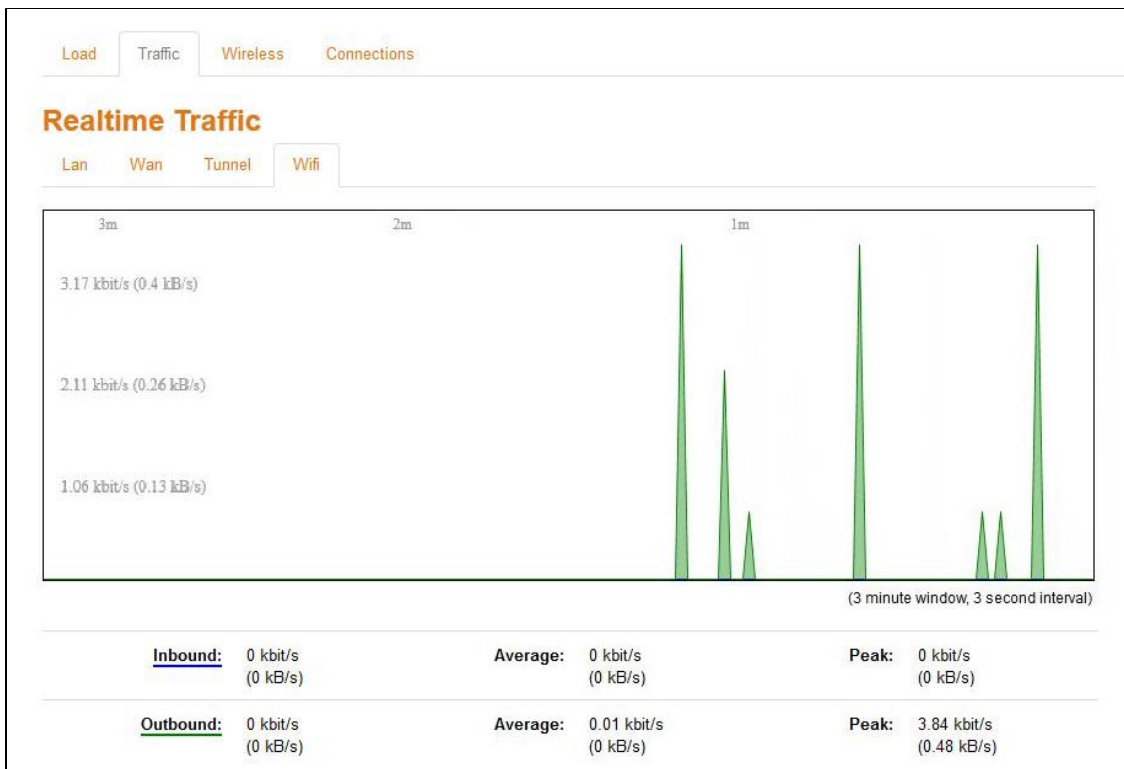 Load Traffic Wireless Connections
Realtime Traffic
Lan Wan Tunnel Wifi
3m 2m 1m
3.17 kbit/s (0.4 kB/s)
2.11 kbit/s (0.26 kB/s)
1.06 kbit/s (0.13 kB/s)
(3 minute window, 3 second interval)
Inbound: 0 kbit/s Average: 0 kbit/s Peak: 0 kbit/s
(0 kB/s) (0 kB/s) (0 kB/s)
Outbound: 0 kbit/s Average: 0.01 kbit/s Peak: 3.84 kbit/s
(0 kB/s) (0 kB/s) (0.48 kB/s)